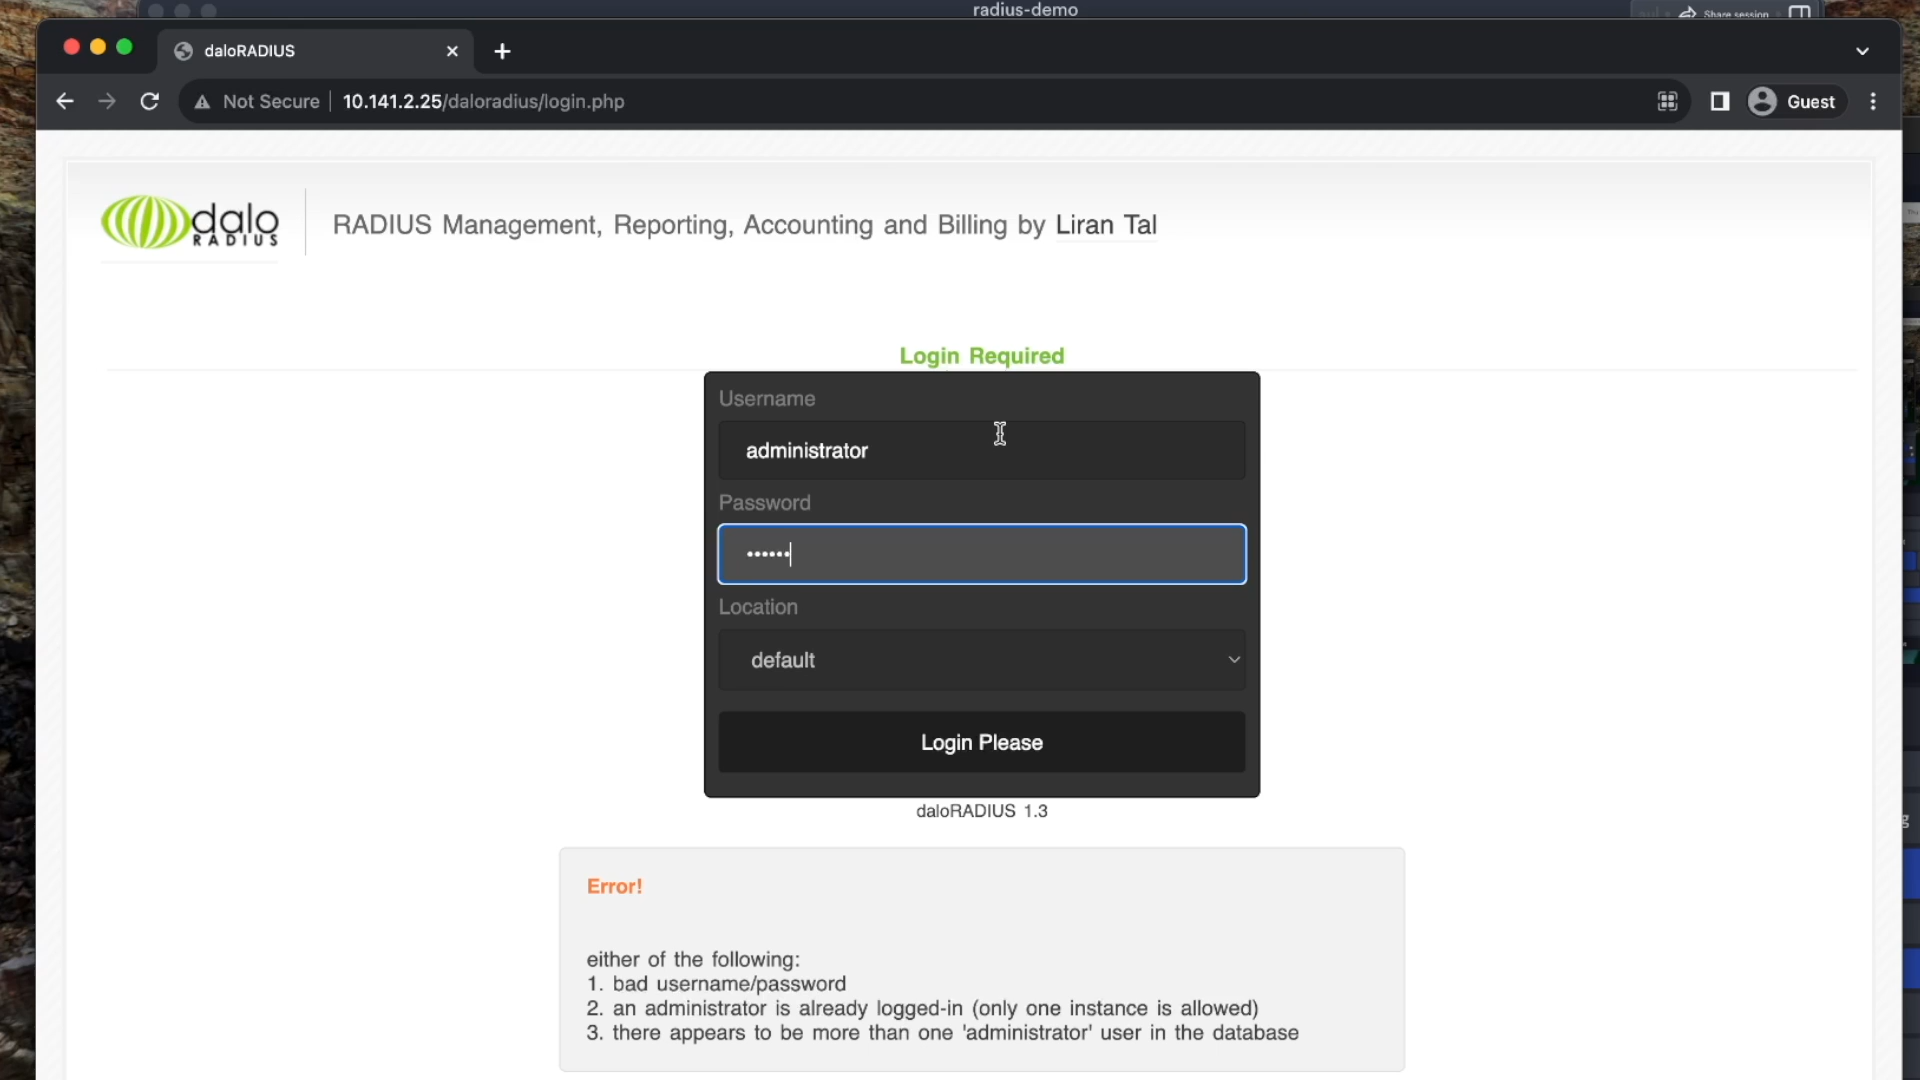 radius-demo
Share session
daloRADIUS
Not Secure
10.141.2.25/daloradius/login.php
Guest
dalo
RADIUS
RADIUS Management, Reporting, Accounting and Billing by Liran Tal
Login Required
Username
administrator
Password
••••••
Location
default
Login Please
daloRADIUS 1.3
Error!
either of the following:
1. bad username/password
2. an administrator is already logged-in (only one instance is allowed)
3. there appears to be more than one 'administrator' user in the database